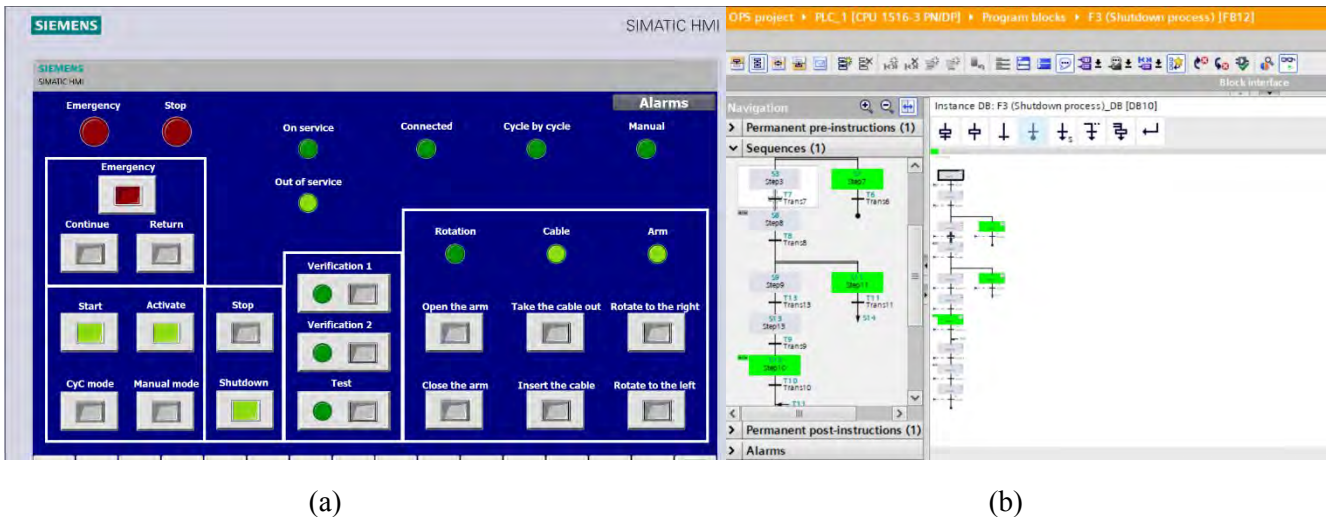 SIEMENS
SIMATIC HMI
SIEMENS
SIMATIC HMI
Alarms
Emergency Stop
On service Connected Cycle by cycle Manual
Emergency
Out of service
Continue Return
Rotation Cable Arm
Verification 1
Start Activate Stop
Open the arm Take the cable out Rotate to the right
Verification 2
CyC mode Manual mode Shutdown Test
Close the arm Insert the cable Rotate to the left
(a)
OPS project PLC_1 [CPU 1516-3 PN/DP] Program blocks F3 (Shutdown process) [FB12]
Block interface
Navigation
Instance DB: F3 (Shutdown process)_DB [DB10]
Permanent pre-instructions (1)
Sequences (1)
S3
Step3
Step7
T7
Trans7
T6
Trans6
S8
Step8
T8
Trans8
S9
Step9
Step11
T13
Trans13
T11
Trans11
S13
Step13
S14
T9
Trans9
Step10
T10
Trans10
Permanent post-instructions (1)
Alarms
(b)